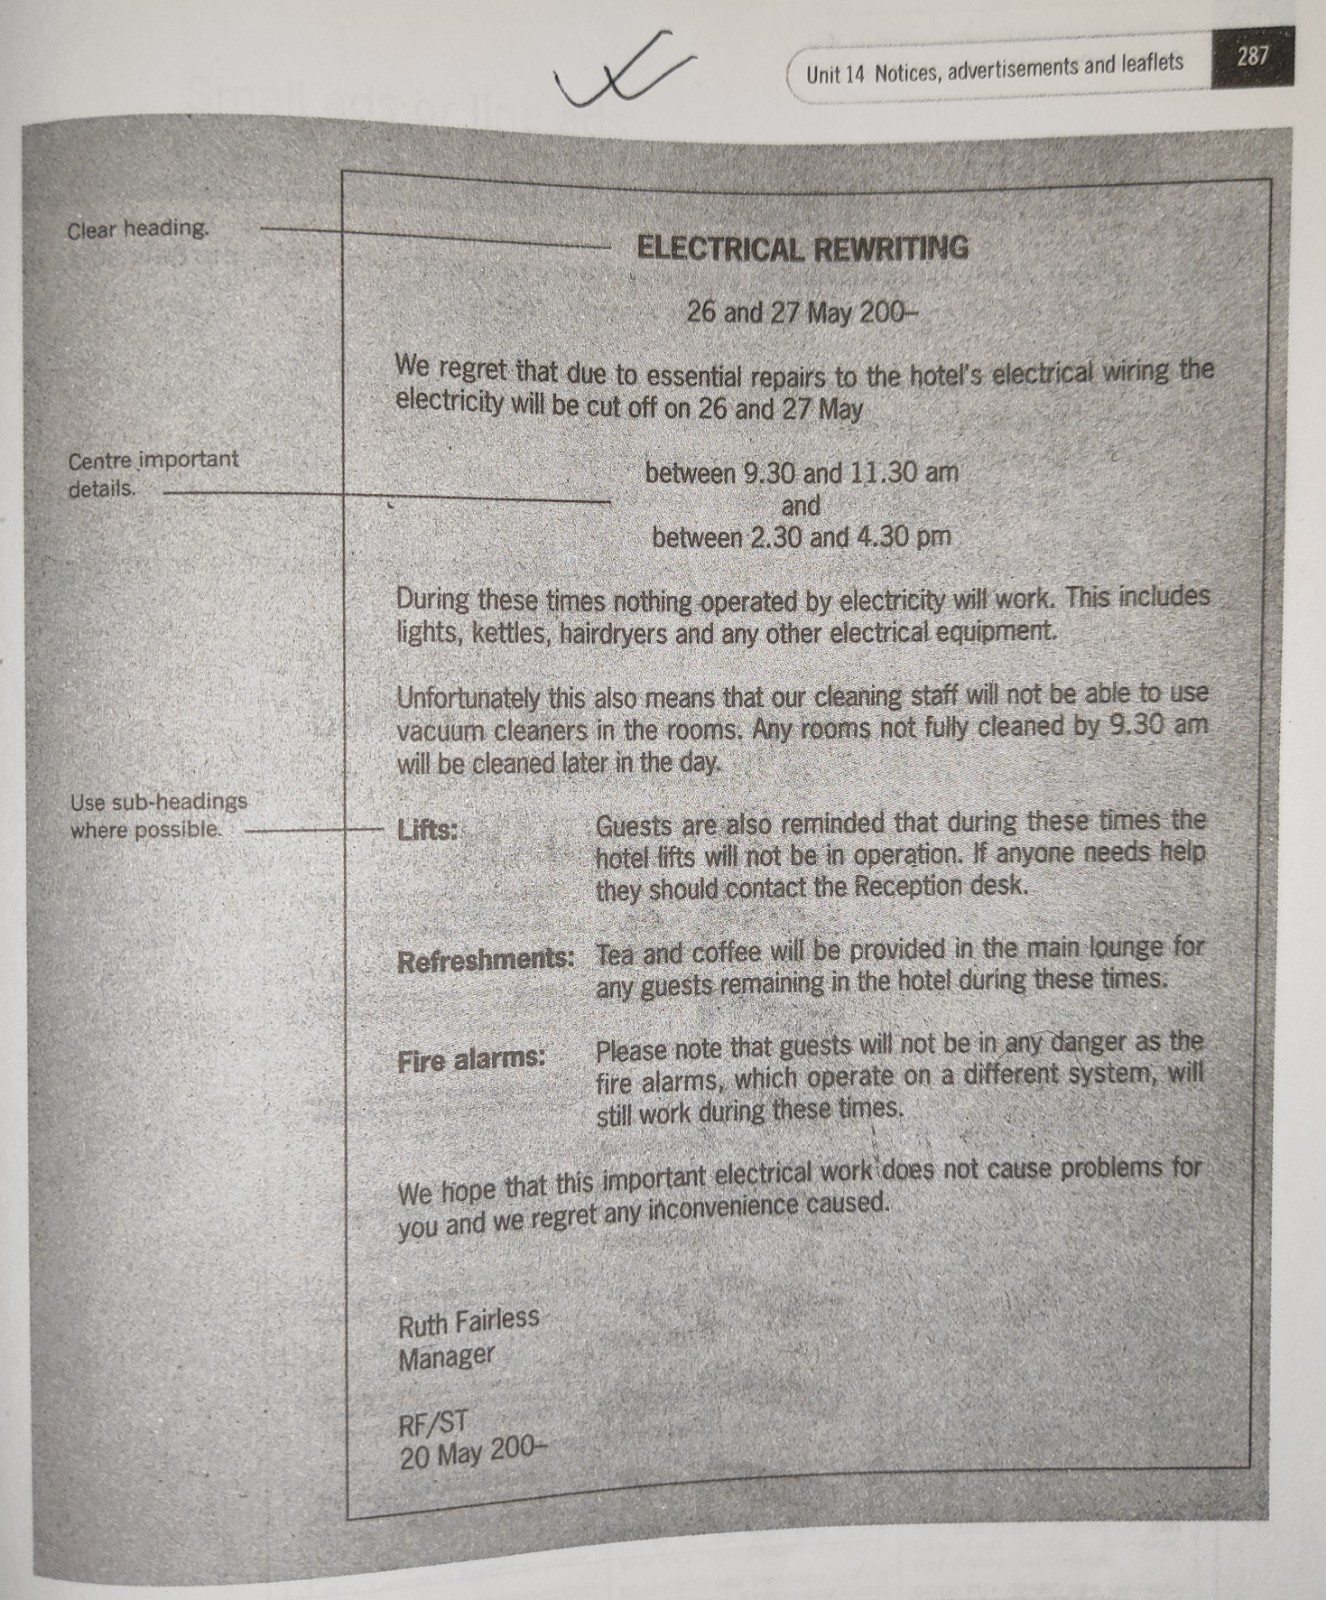 Unit 14 Notices, advertisements and leaflets
287
Clear heading.
ELECTRICAL REWRITING
26 and 27 May 200–
We regret that due to essential repairs to the hotel's electrical wiring the
electricity will be cut off on 26 and 27 May
Centre important
details.
between 9.30 and 11.30 am
and
between 2.30 and 4.30 pm
During these times nothing operated by electricity will work. This includes
lights, kettles, hairdryers and any other electrical equipment.
Unfortunately this also means that our cleaning staff will not be able to use
vacuum cleaners in the rooms. Any rooms not fully cleaned by 9.30 am
will be cleaned later in the day.
Use sub-headings
where possible.
Lifts: Guests are also reminded that during these times the
hotel lifts will not be in operation. If anyone needs help
they should contact the Reception desk.
Refreshments: Tea and coffee will be provided in the main lounge for
any guests remaining in the hotel during these times.
Fire alarms: Please note that guests will not be in any danger as the
fire alarms, which operate on a different system, will
still work during these times.
We hope that this important electrical work does not cause problems for
you and we regret any inconvenience caused.
Ruth Fairless
Manager
RF/ST
20 May 200–